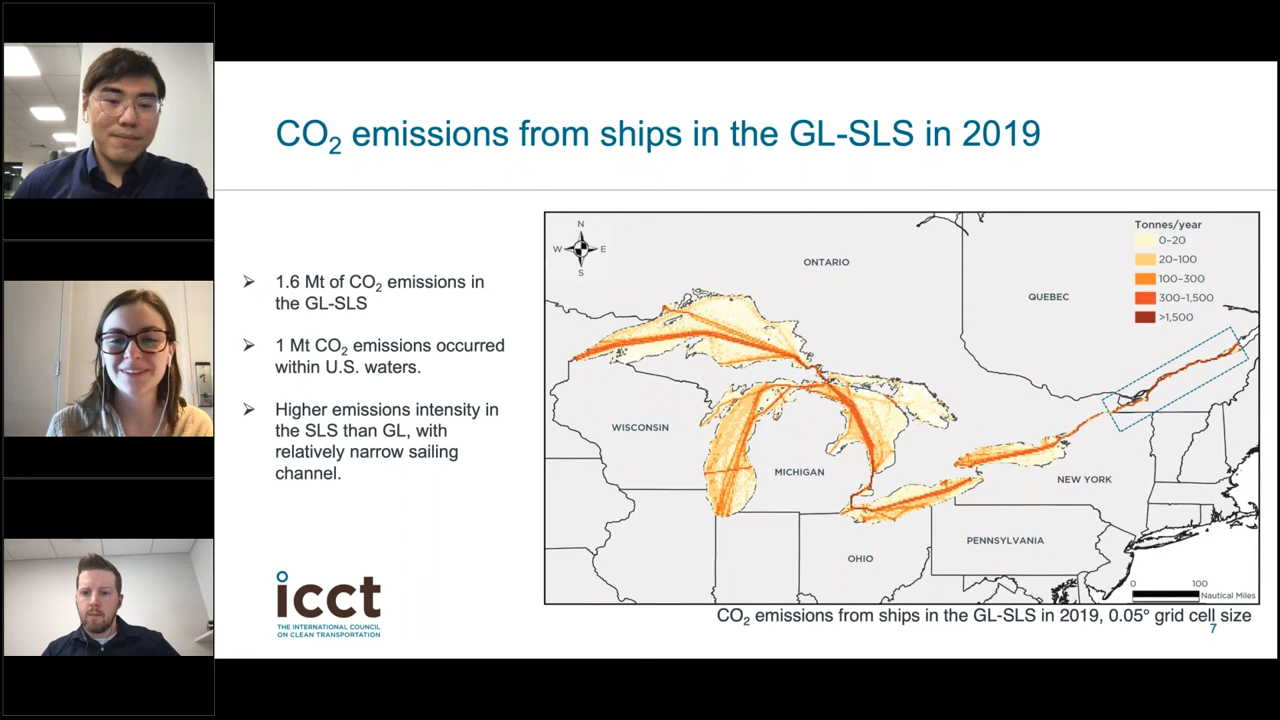 CO₂ emissions from ships in the GL-SLS in 2019
➢ 1.6 Mt of CO₂ emissions in
the GL-SLS
➢ 1 Mt CO₂ emissions occurred
within U.S. waters.
➢ Higher emissions intensity in
the SLS than GL, with
relatively narrow sailing
channel.
icct
THE INTERNATIONAL COUNCIL
ON CLEAN TRANSPORTATION
N
W E
S
ONTARIO
QUEBEC
WISCONSIN
MICHIGAN
NEW YORK
PENNSYLVANIA
OHIO
Tonnes/year
0–20
20–100
100–300
300–1,500
>1,500
0 100
Nautical Miles
CO₂ emissions from ships in the GL-SLS in 2019, 0.05° grid cell size
7